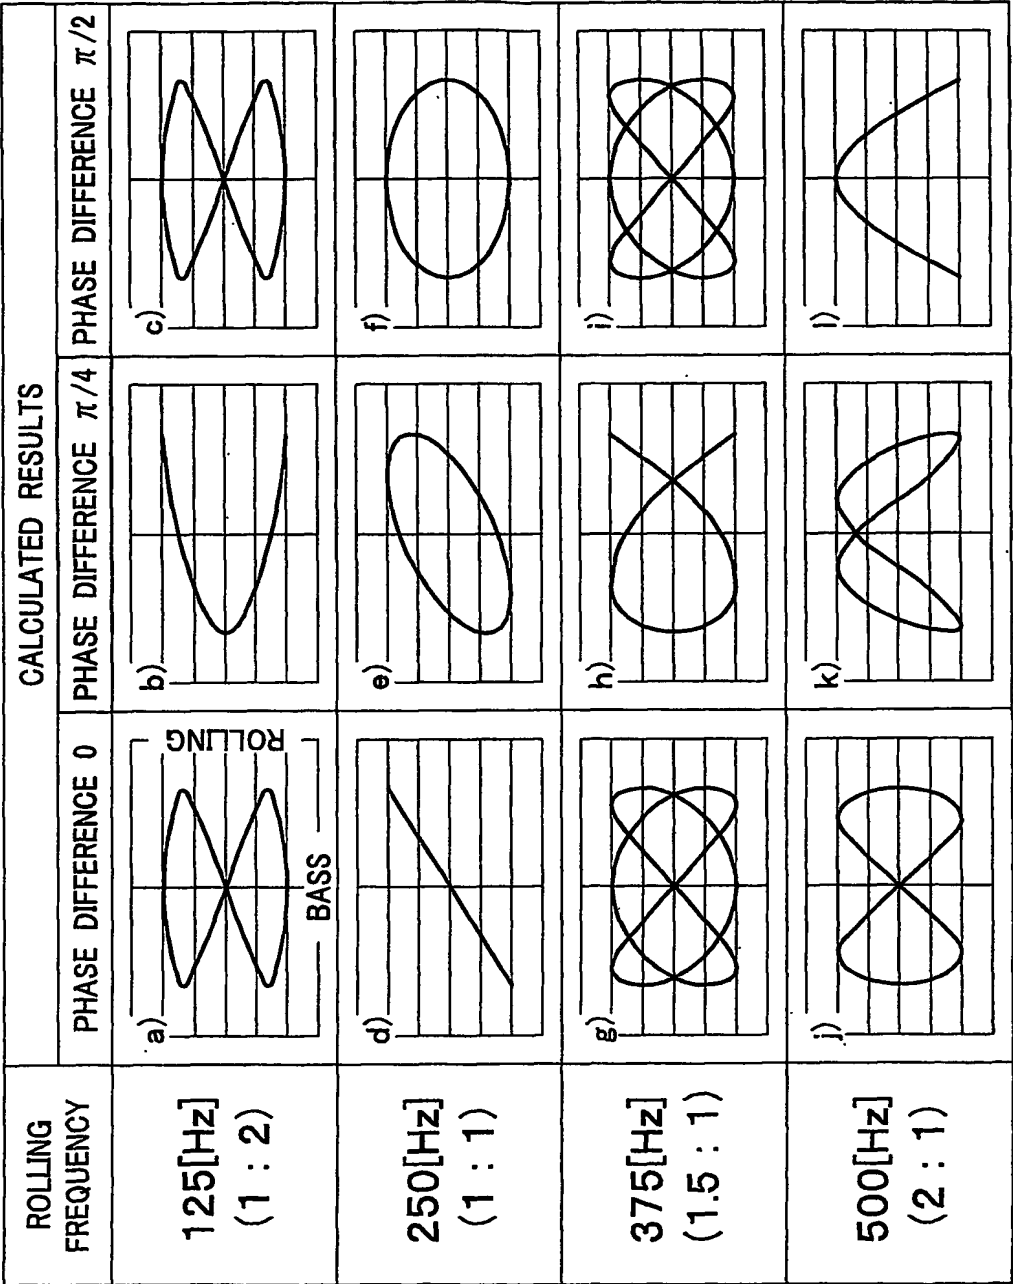 CALCULATED RESULTS
ROLLING
FREQUENCY
PHASE DIFFERENCE 0
PHASE DIFFERENCE π/4
PHASE DIFFERENCE π/2
125[Hz]
(1 : 2)
a)
ROLLING
BASS
b)
c)
250[Hz]
(1 : 1)
d)
e)
f)
375[Hz]
(1.5 : 1)
g)
h)
i)
500[Hz]
(2 : 1)
j)
k)
l)